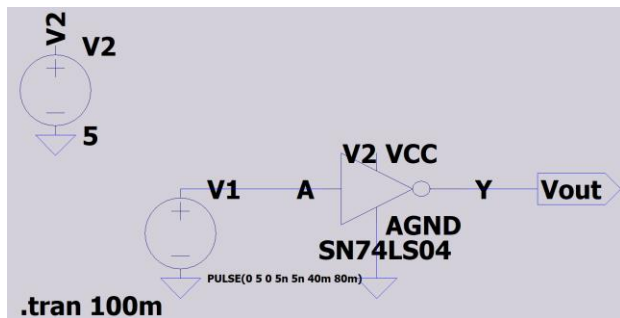 V2
V2
5
V2 VCC
V1
A
Y
Vout
AGND
SN74LS04
PULSE(0 5 0 5n 5n 40m 80m)
.tran 100m